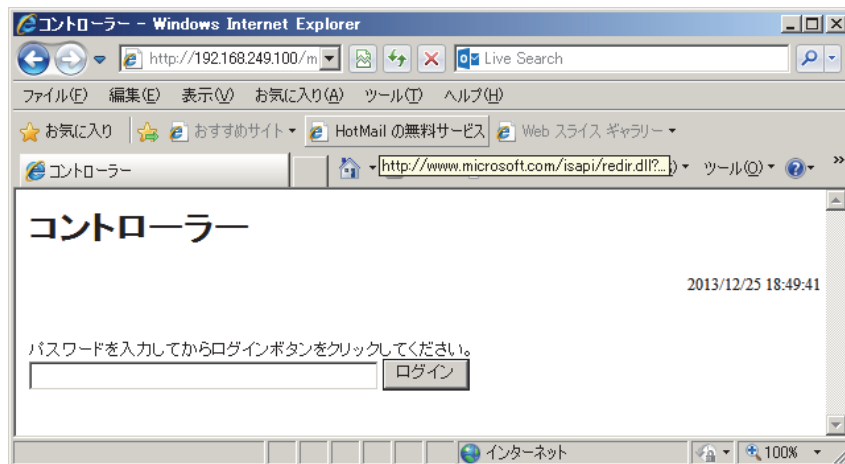 コントローラー - Windows Internet Explorer
http://192.168.249.100/m Live Search
ファイル(F) 編集(E) 表示(V) お気に入り(A) ツール(T) ヘルプ(H)
お気に入り おすすめサイト HotMail の無料サービス Web スライス ギャラリー
コントローラー http://www.microsoft.com/isapi/redir.dll?... ツール(O) »
コントローラー
2013/12/25 18:49:41
パスワードを入力してからログインボタンをクリックしてください。
ログイン
インターネット 100%